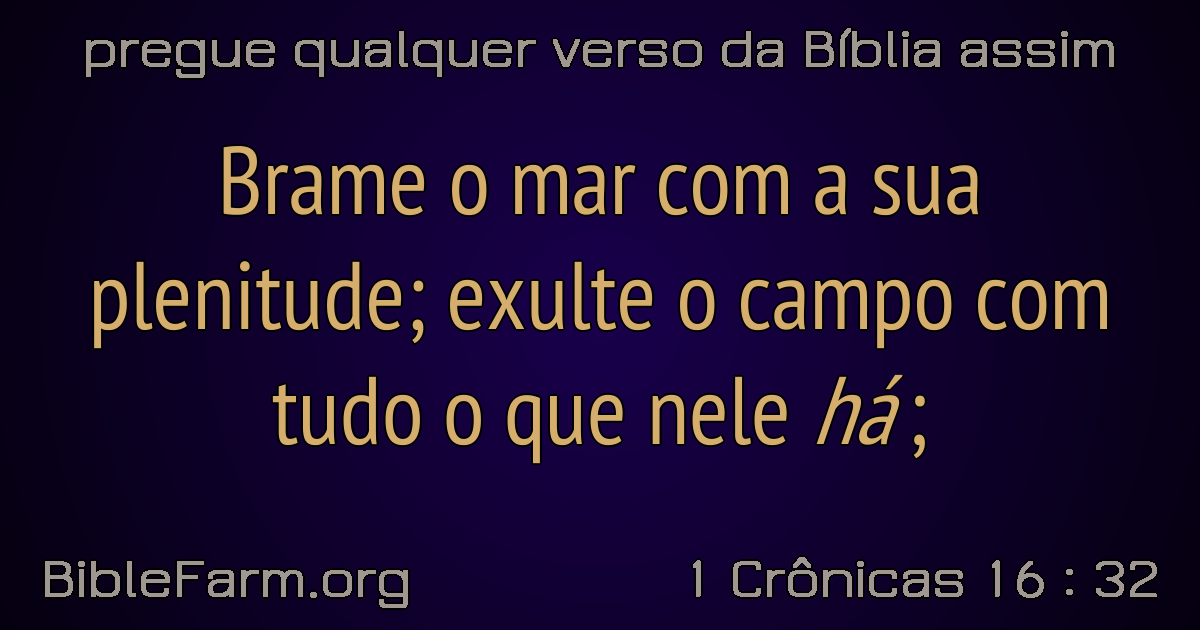 pregue qualquer verso da Bíblia assim
Brame o mar com a sua
plenitude; exulte o campo com
tudo o que nele há;
BibleFarm.org
1 Crônicas 16 : 32